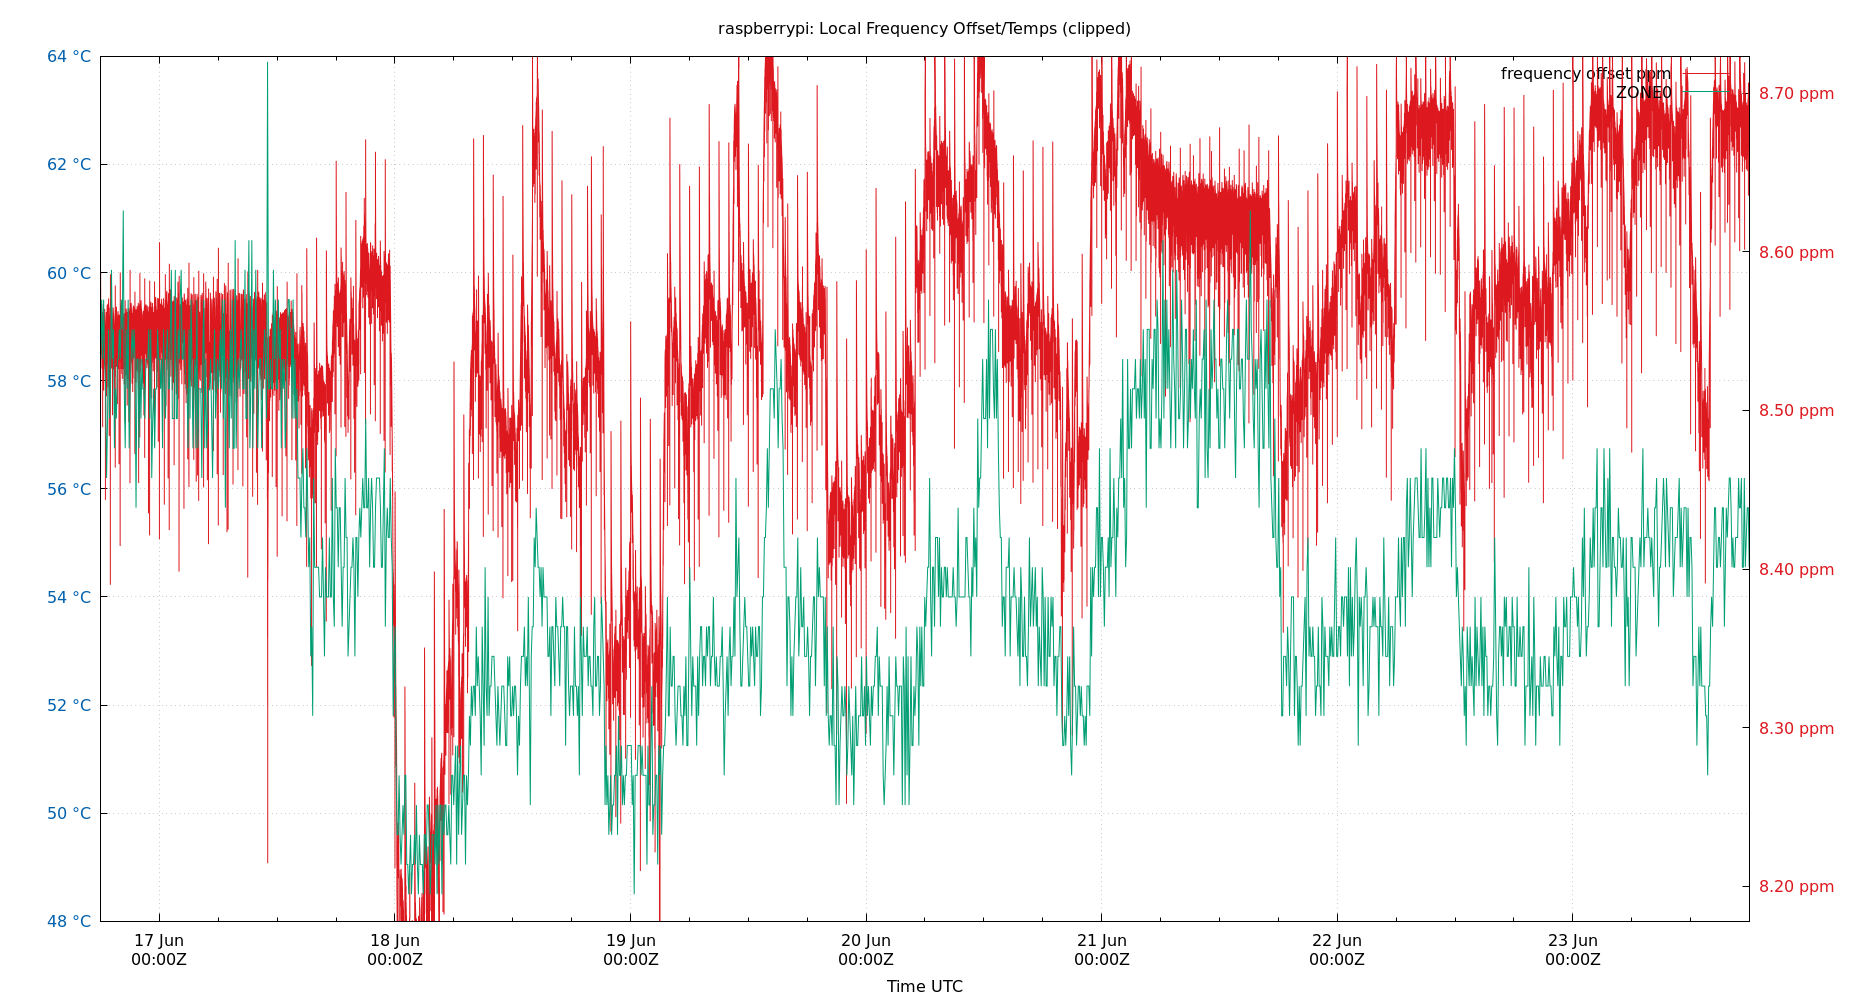 raspberrypi: Local Frequency Offset/Temps (clipped)
64 °C
62 °C
60 °C
58 °C
56 °C
54 °C
52 °C
50 °C
48 °C
frequency offset ppm
ZONE0
8.70 ppm
8.60 ppm
8.50 ppm
8.40 ppm
8.30 ppm
8.20 ppm
17 Jun 18 Jun 19 Jun 20 Jun 21 Jun 22 Jun 23 Jun
00:00Z 00:00Z 00:00Z 00:00Z 00:00Z 00:00Z 00:00Z
Time UTC